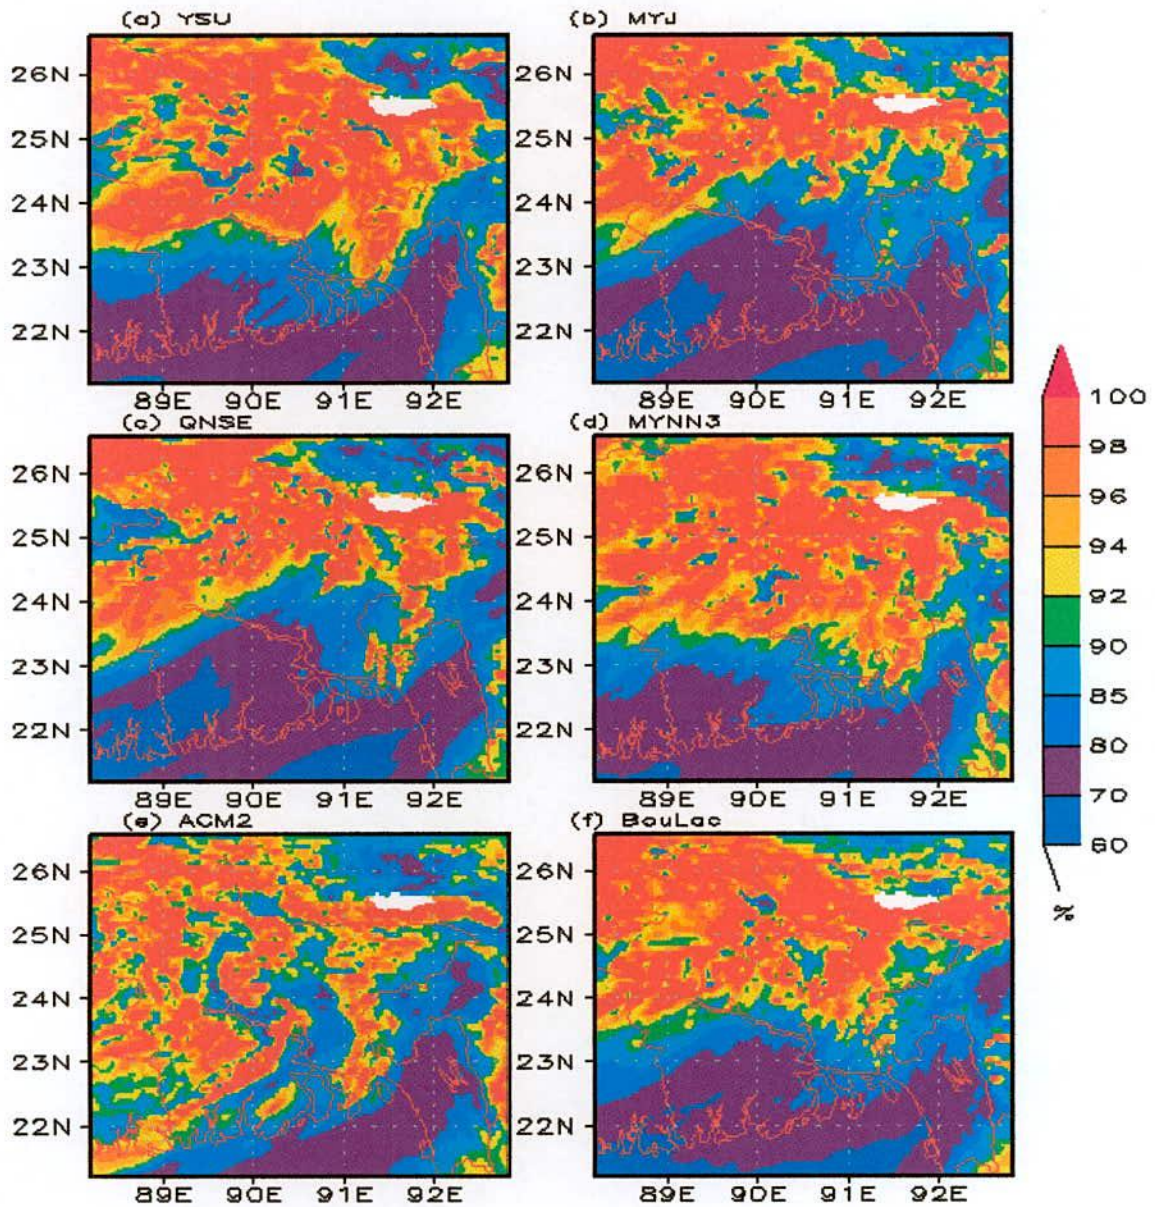 (a) YSU
(b) MYJ
26N
25N
24N
23N
22N
89E 90E 91E 92E
26N
25N
24N
23N
22N
89E 90E 91E 92E
(c) QNSE
(d) MYNN3
26N
25N
24N
23N
22N
89E 90E 91E 92E
26N
25N
24N
23N
22N
89E 90E 91E 92E
(e) ACM2
(f) BouLac
26N
25N
24N
23N
22N
89E 90E 91E 92E
26N
25N
24N
23N
22N
89E 90E 91E 92E
100
98
96
94
92
90
85
80
70
60
%